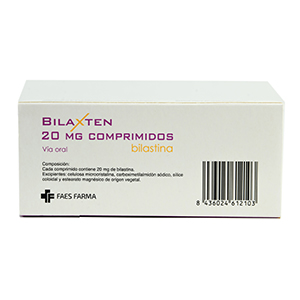 BILAXTEN
20 MG COMPRIMIDOS
Vía oral
bilastina
Composición:
Cada comprimido contiene 20 mg de bilastina.
Excipientes: celulosa microcristalina, carboximetilalmidón sódico, sílice
coloidal y estearato magnésico de origen vegetal.
FAES FARMA
8 436024 612103